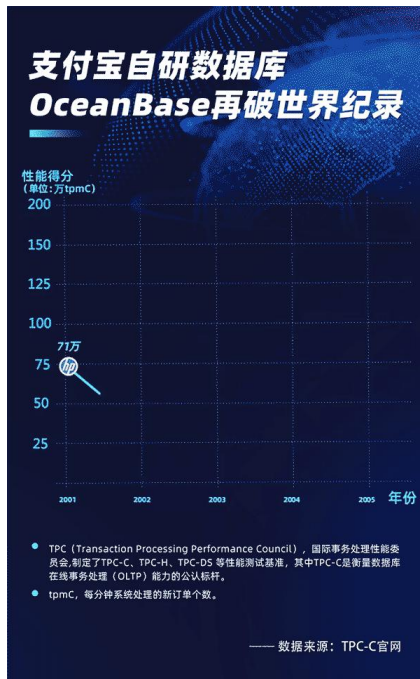 支付宝自研数据库
OceanBase再破世界纪录
性能得分
（单位：万tpmC）
200
150
125
100
71万
hp
75
50
25
2001 2002 2003 2004 2005 年份
TPC（Transaction Processing Performance Council），国际事务处理性能委
员会,制定了TPC-C、TPC-H、TPC-DS 等性能测试基准，其中TPC-C是衡量数据库
在线事务处理（OLTP）能力的公认标杆。
tpmC，每分钟系统处理的新订单个数。
—— 数据来源：TPC-C官网